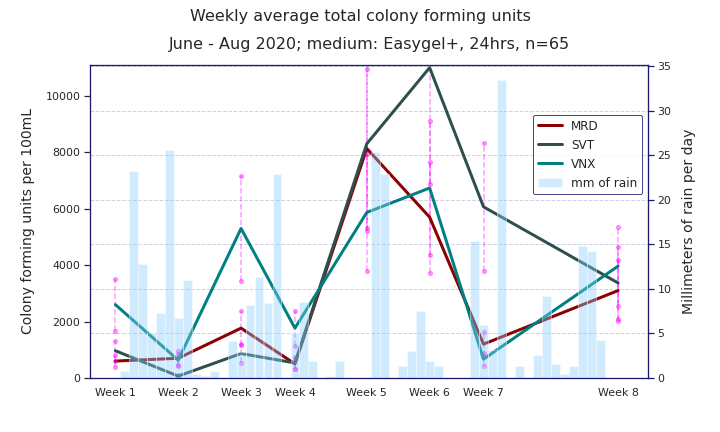 Weekly average total colony forming units
June - Aug 2020; medium: Easygel+, 24hrs, n=65
Colony forming units per 100mL
10000
8000
6000
4000
2000
0
MRD
SVT
VNX
mm of rain
35
30
25
20
15
10
5
0
Millimeters of rain per day
Week 1 Week 2 Week 3 Week 4 Week 5 Week 6 Week 7 Week 8